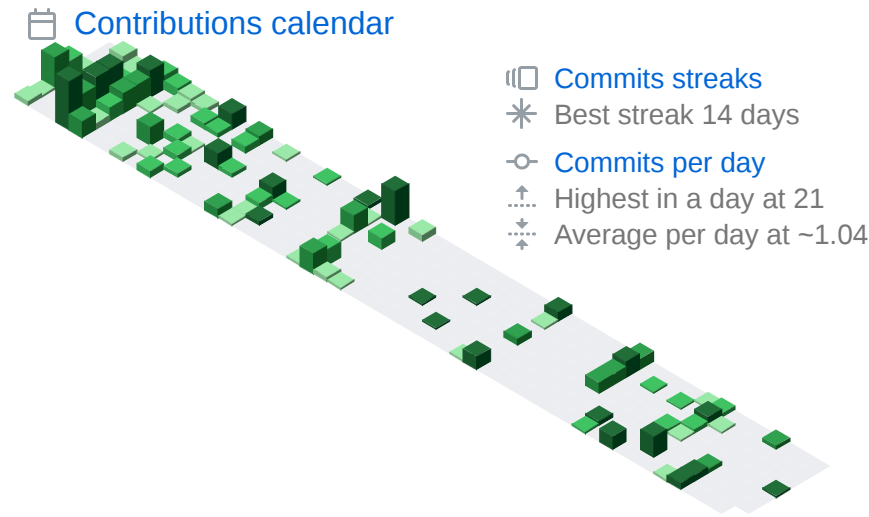 Contributions calendar
Commits streaks
Best streak 14 days
Commits per day
Highest in a day at 21
Average per day at ~1.04